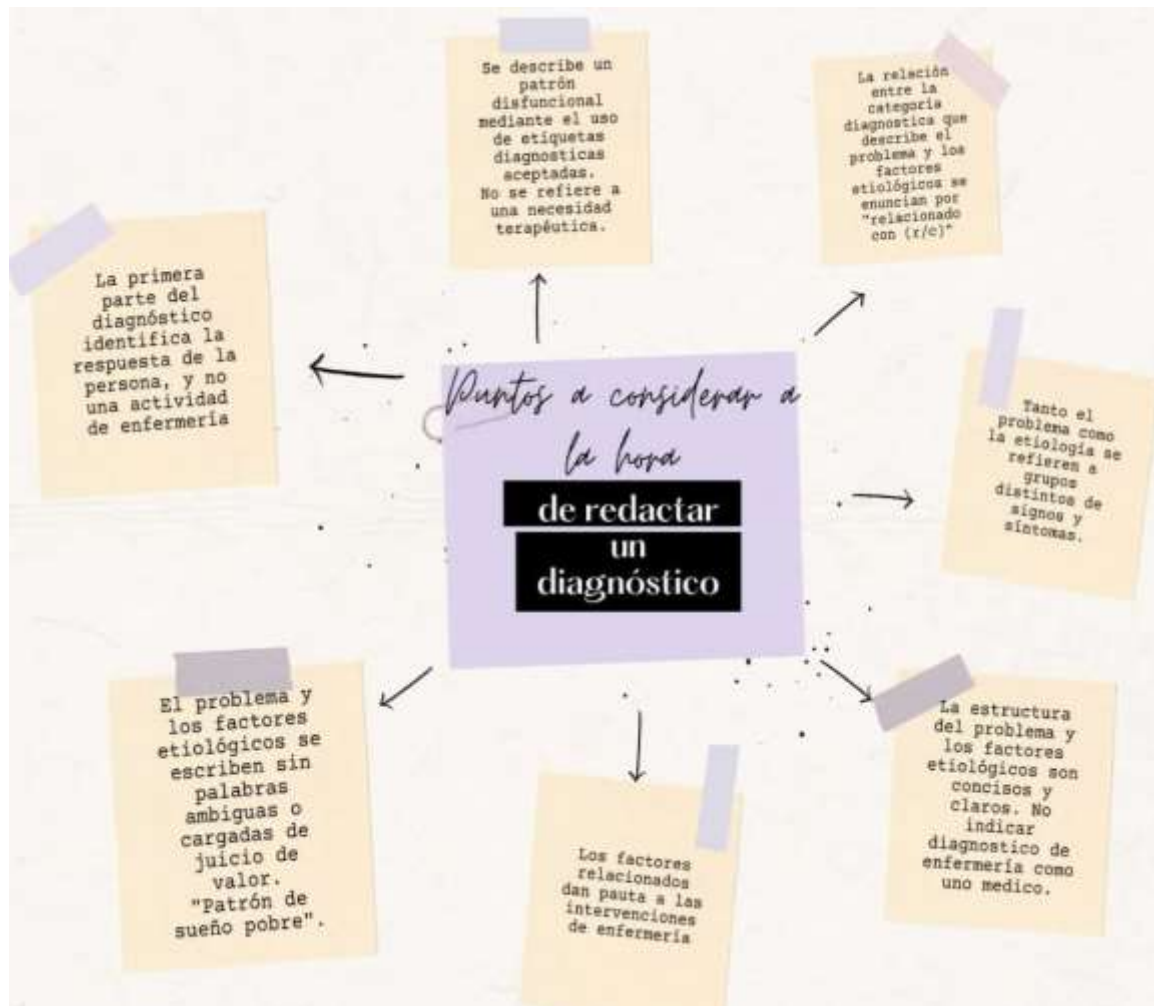 Se describe un
patrón
disfuncional
mediante el uso
de etiquetas
diagnosticas
aceptadas.
No se refiere a
una necesidad
terapéutica.
La relación
entre la
categoría
diagnostica que
describe el
problema y los
factores
etiológicos se
enuncian por
"relacionado
con (r/c)"
La primera
parte del
diagnóstico
identifica la
respuesta de la
persona, y no
una actividad
de enfermería
Puntos a considerar a
la hora
de redactar
un
diagnóstico
Tanto el
problema como
la etiología se
refieren a
grupos
distintos de
signos y
síntomas.
El problema y
los factores
etiológicos se
escriben sin
palabras
ambiguas o
cargadas de
juicio de
valor.
"Patrón de
sueño pobre".
Los factores
relacionados
dan pauta a las
intervenciones
de enfermería
La estructura
del problema y
los factores
etiológicos son
concisos y
claros. No
indicar
diagnostico de
enfermería como
uno medico.